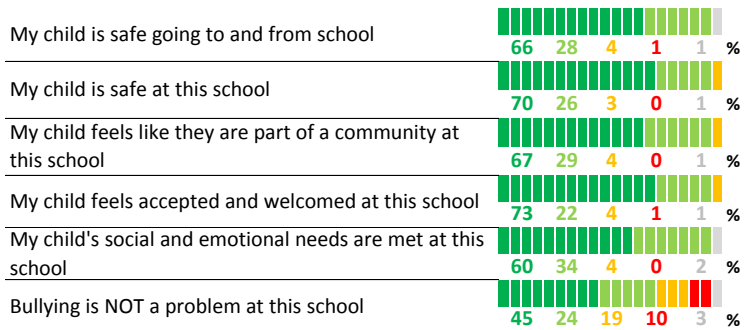 My child is safe going to and from school
66 28 4 1 1 %
My child is safe at this school
70 26 3 0 1 %
My child feels like they are part of a community at
this school
67 29 4 0 1 %
My child feels accepted and welcomed at this school
73 22 4 1 1 %
My child's social and emotional needs are met at this
school
60 34 4 0 2 %
Bullying is NOT a problem at this school
45 24 19 10 3 %